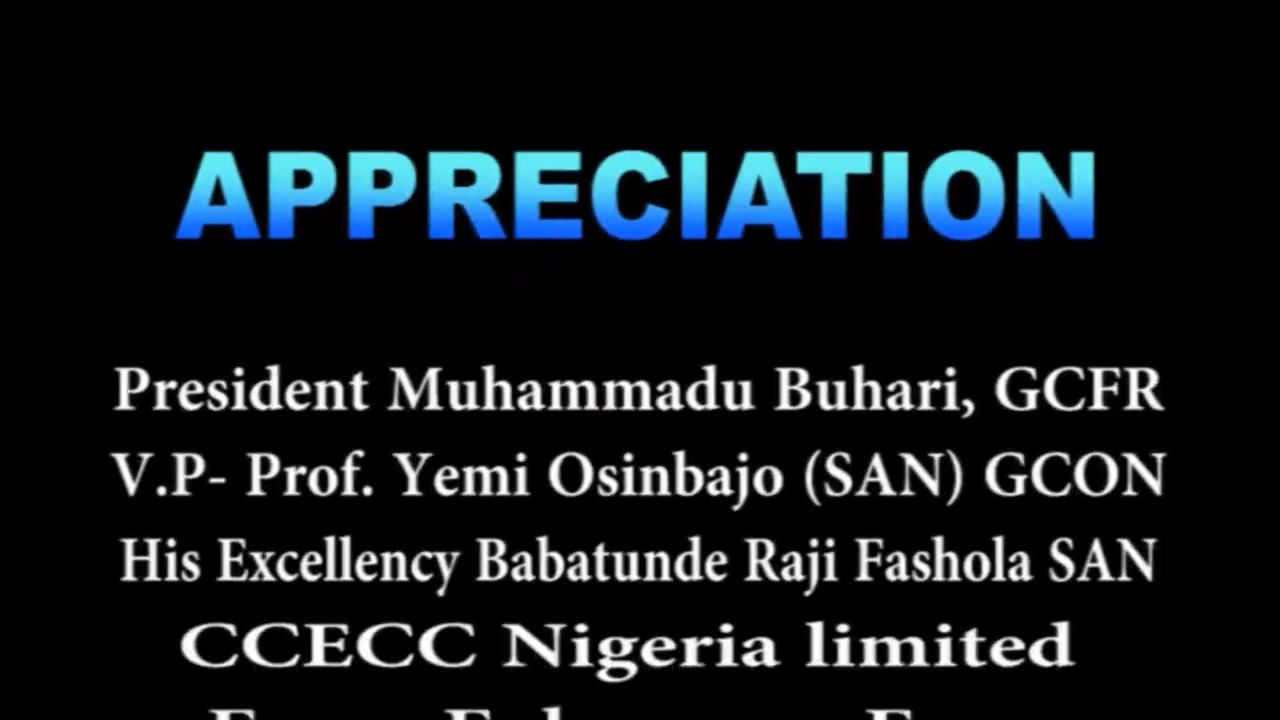 APPRECIATION
President Muhammadu Buhari, GCFR
V.P- Prof. Yemi Osinbajo (SAN) GCON
His Excellency Babatunde Raji Fashola SAN
CCECC Nigeria limited